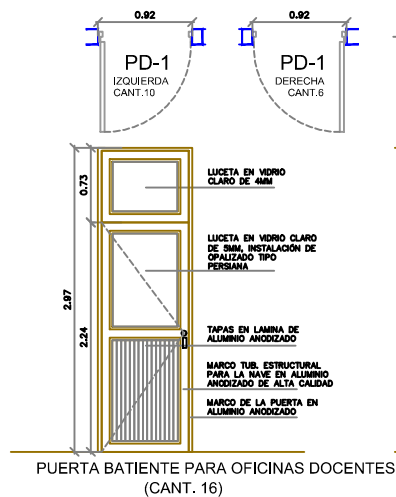 0.92
0.92
PD-1
IZQUIERDA
CANT.10
PD-1
DERECHA
CANT.6
0.73
2.97
2.24
LUCETA EN VIDRIO
CLARO DE 4MM
LUCETA EN VIDRIO CLARO
DE 5MM, INSTALACIÓN DE
OPALIZADO TIPO
PERSIANA
TAPAS EN LAMINA DE
ALUMINIO ANODIZADO
MARCO TUB. ESTRUCTURAL
PARA LA NAVE EN ALUMINIO
ANODIZADO DE ALTA CALIDAD
MARCO DE LA PUERTA EN
ALUMINIO ANODIZADO
PUERTA BATIENTE PARA OFICINAS DOCENTES
(CANT. 16)